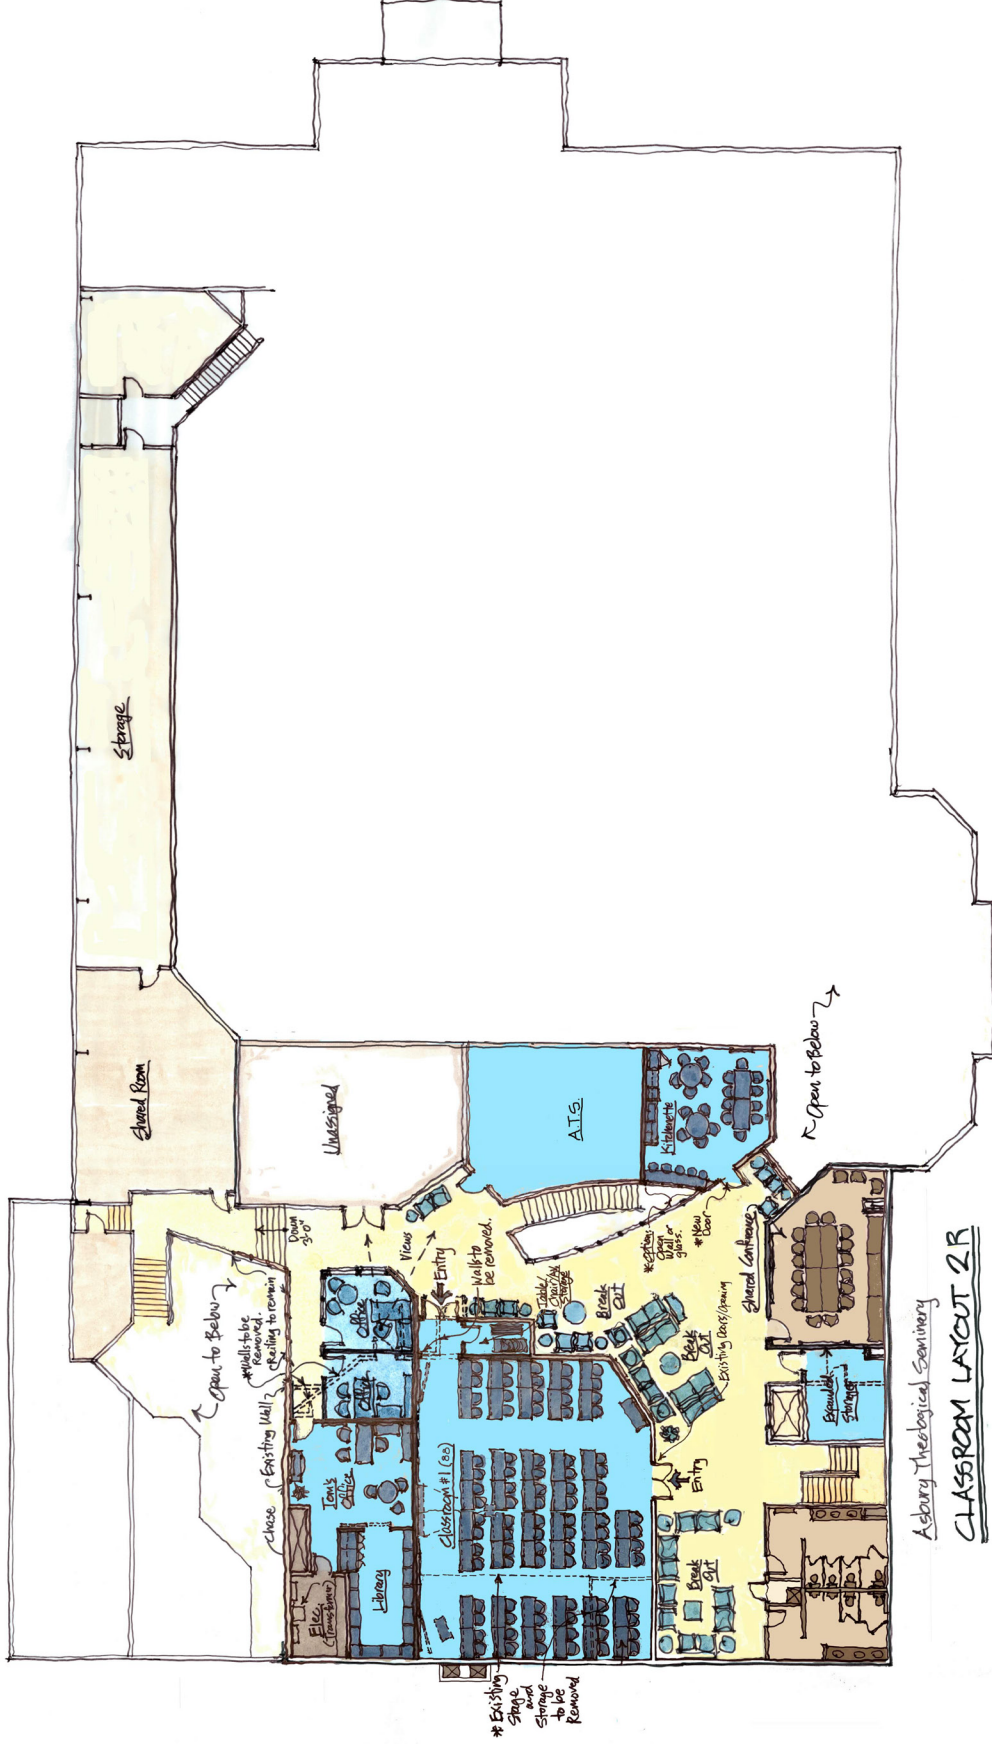 Storage
Shared Room
Unassigned
A.T.S.
Kitchenette
Open to Below
Down
3'-0"
Views
Entry
Walls to
be removed.
Table/
Storage
Break
Out
*option:
Open
Wall or
glass.
*New
Door
Shared Conference
Open to Below
*Walls to be
Removed.
Railing to remain
Existing Wall?
Chase
Office
Office
Tom's
Office
Elec.
(Transformer)
Library
Classroom #1 (88)
Break
Out
Existing Doors/Opening
Entry
Break
Out
Expanded
Storage
*Existing
Stage
and
Storage
to be
Removed
Asbury Theological Seminary
CLASSROOM LAYOUT 2R